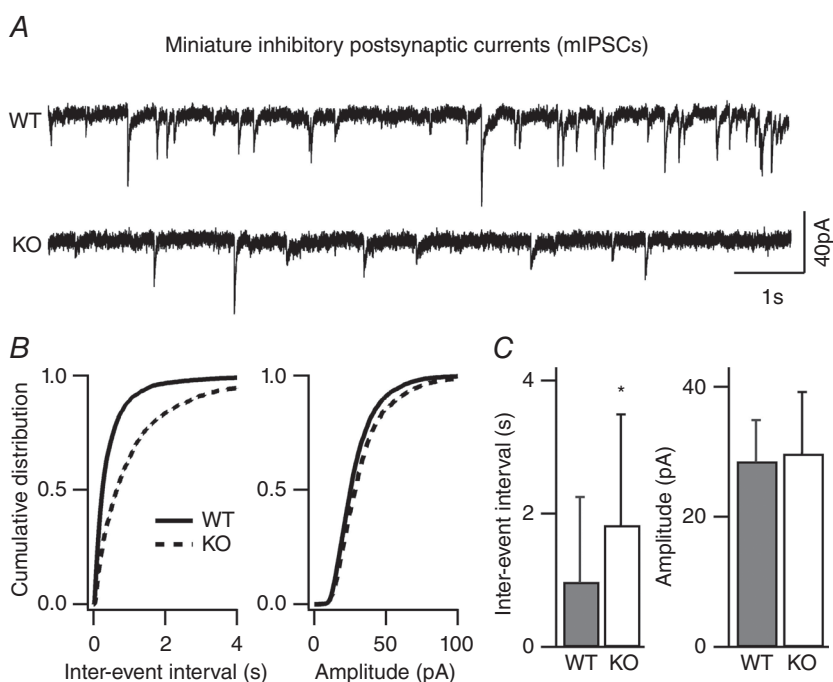 A
Miniature inhibitory postsynaptic currents (mIPSCs)
WT
KO
40pA
1s
B
Cumulative distribution
1.0
0.5
0.0
WT
KO
0
2
4
Inter-event interval (s)
1.0
0.5
0.0
0
50
100
Amplitude (pA)
C
Inter-event interval (s)
4
2
0
*
WT KO
Amplitude (pA)
40
20
0
WT KO